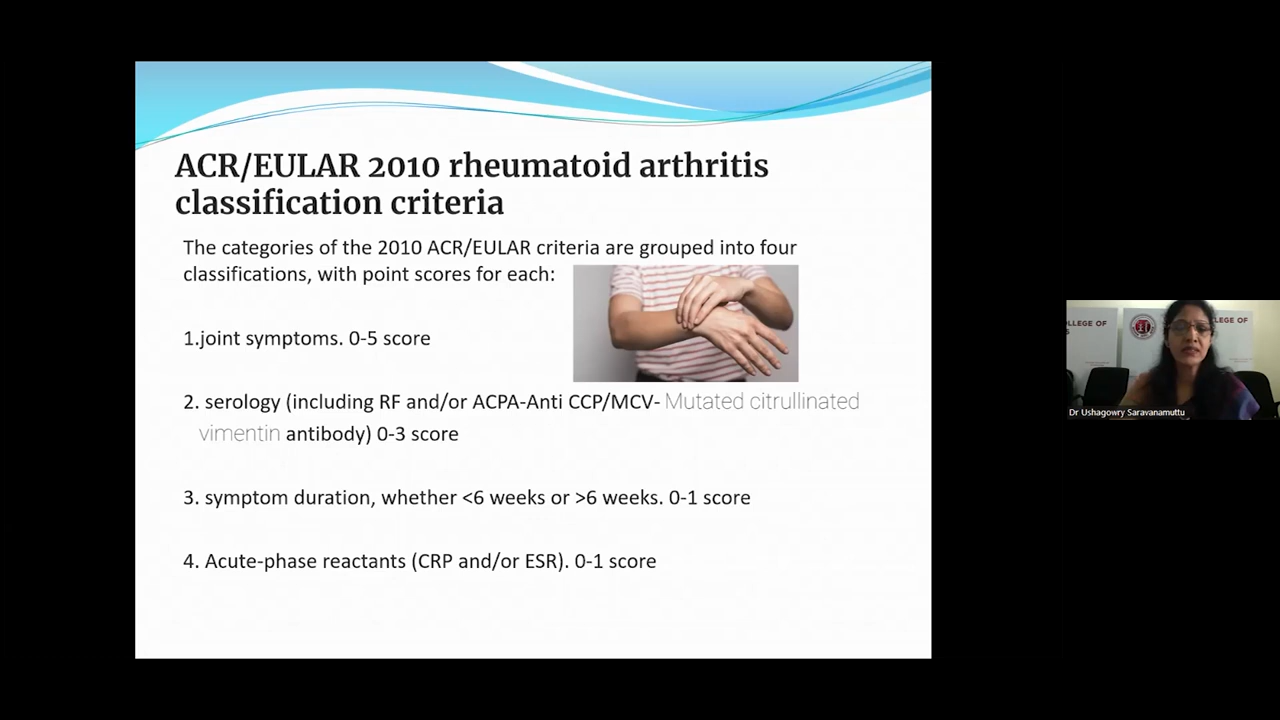 ACR/EULAR 2010 rheumatoid arthritis
classification criteria
The categories of the 2010 ACR/EULAR criteria are grouped into four
classifications, with point scores for each:
1.joint symptoms. 0-5 score
2. serology (including RF and/or ACPA-Anti CCP/MCV- Mutated citrullinated
vimentin antibody) 0-3 score
3. symptom duration, whether <6 weeks or >6 weeks. 0-1 score
4. Acute-phase reactants (CRP and/or ESR). 0-1 score
LLEGE OF
LLEGE OF
S
Dr Ushagowry Saravanamuttu